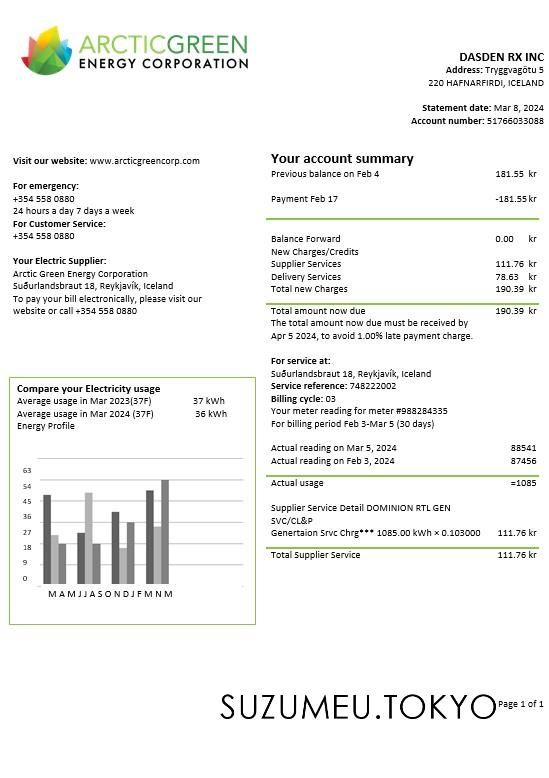 ARCTICGREEN
ENERGY CORPORATION
DASDEN RX INC
Address: Tryggvagötu 5
220 HAFNARFIRDI, ICELAND
Statement date: Mar 8, 2024
Account number: 51766033088
Visit our website: www.arcticgreencorp.com
For emergency:
+354 558 0880
24 hours a day 7 days a week
For Customer Service:
+354 558 0880
Your Electric Supplier:
Arctic Green Energy Corporation
Suðurlandsbraut 18, Reykjavík, Iceland
To pay your bill electronically, please visit our
website or call +354 558 0880
Compare your Electricity usage
Average usage in Mar 2023(37F) 37 kWh
Average usage in Mar 2024 (37F) 36 kWh
Energy Profile
63
54
45
36
27
18
9
0
M A M J J A S O N D J F M N M
Your account summary
Previous balance on Feb 4 181.55 kr
Payment Feb 17 -181.55 kr
Balance Forward 0.00 kr
New Charges/Credits
Supplier Services 111.76 kr
Delivery Services 78.63 kr
Total new Charges 190.39 kr
Total amount now due 190.39 kr
The total amount now due must be received by
Apr 5 2024, to avoid 1.00% late payment charge.
For service at:
Suðurlandsbraut 18, Reykjavík, Iceland
Service reference: 748222002
Billing cycle: 03
Your meter reading for meter #988284335
For billing period Feb 3-Mar 5 (30 days)
Actual reading on Mar 5, 2024 88541
Actual reading on Feb 3, 2024 87456
Actual usage =1085
Supplier Service Detail DOMINION RTL GEN
SVC/CL&P
Genertaion Srvc Chrg*** 1085.00 kWh × 0.103000 111.76 kr
Total Supplier Service 111.76 kr
SUZUMEU.TOKYO
Page 1 of 1